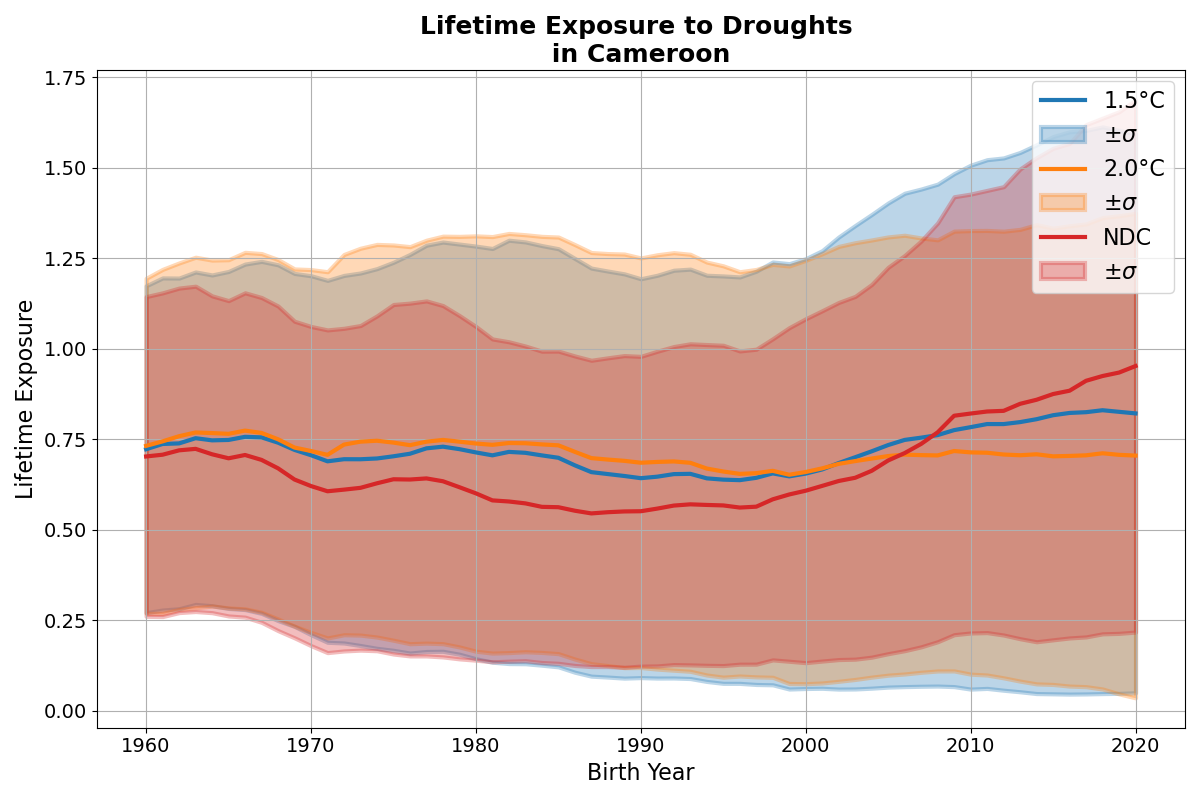 Lifetime Exposure to Droughts
in Cameroon
Lifetime Exposure
1.75
1.50
1.25
1.00
0.75
0.50
0.25
0.00
1960
1970
1980
1990
2000
2010
2020
Birth Year
1.5°C
±σ
2.0°C
±σ
NDC
±σ